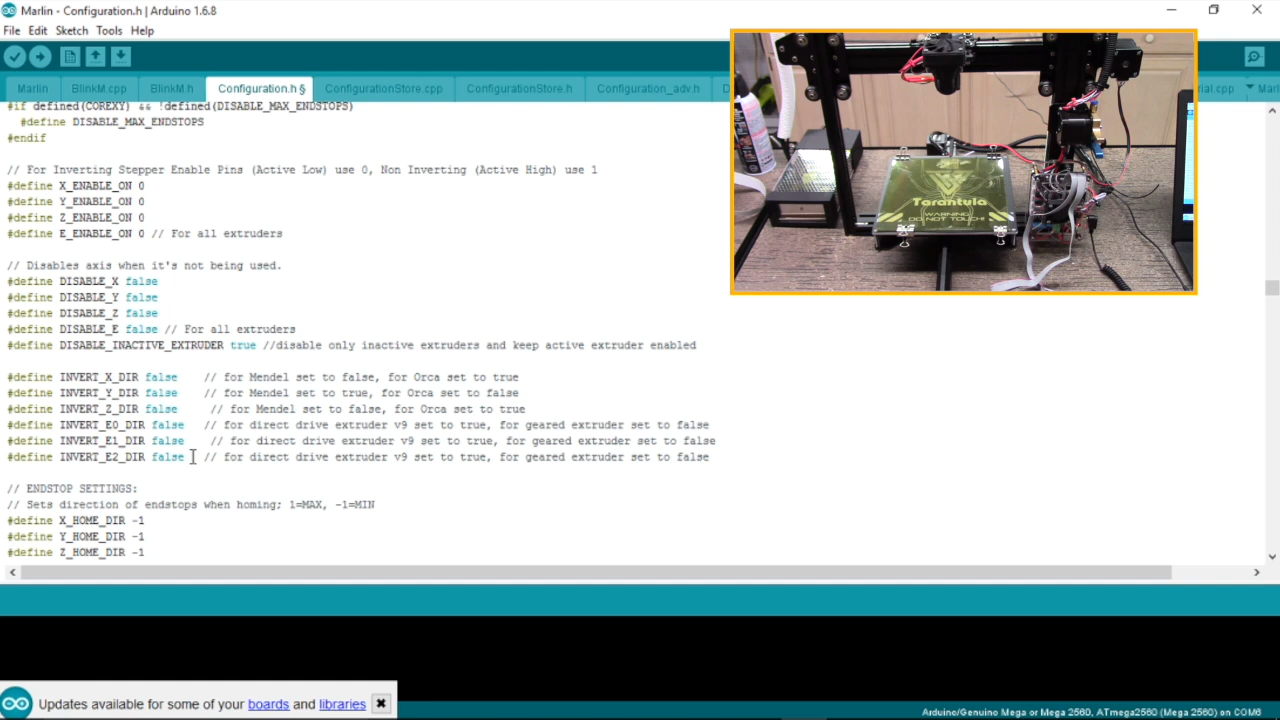 Marlin - Configuration.h | Arduino 1.6.8
File Edit Sketch Tools Help
Marlin BlinkM.cpp BlinkM.h Configuration.h § ConfigurationStore.cpp ConfigurationStore.h Configuration_adv.h D rial.cpp Marl
#if defined(COREXY) && !defined(DISABLE_MAX_ENDSTOPS)
#define DISABLE_MAX_ENDSTOPS
#endif
// For Inverting Stepper Enable Pins (Active Low) use 0, Non Inverting (Active High) use 1
#define X_ENABLE_ON 0
#define Y_ENABLE_ON 0
#define Z_ENABLE_ON 0
#define E_ENABLE_ON 0 // For all extruders
// Disables axis when it's not being used.
#define DISABLE_X false
#define DISABLE_Y false
#define DISABLE_Z false
#define DISABLE_E false // For all extruders
#define DISABLE_INACTIVE_EXTRUDER true //disable only inactive extruders and keep active extruder enabled
#define INVERT_X_DIR false // for Mendel set to false, for Orca set to true
#define INVERT_Y_DIR false // for Mendel set to true, for Orca set to false
#define INVERT_Z_DIR false // for Mendel set to false, for Orca set to true
#define INVERT_E0_DIR false // for direct drive extruder v9 set to true, for geared extruder set to false
#define INVERT_E1_DIR false // for direct drive extruder v9 set to true, for geared extruder set to false
#define INVERT_E2_DIR false // for direct drive extruder v9 set to true, for geared extruder set to false
// ENDSTOP SETTINGS:
// Sets direction of endstops when homing; 1=MAX, -1=MIN
#define X_HOME_DIR -1
#define Y_HOME_DIR -1
#define Z_HOME_DIR -1
Tarantula
WARNING
DO NOT TOUCH!
Updates available for some of your boards and libraries
Arduino/Genuino Mega or Mega 2560, ATmega2560 (Mega 2560) on COM6